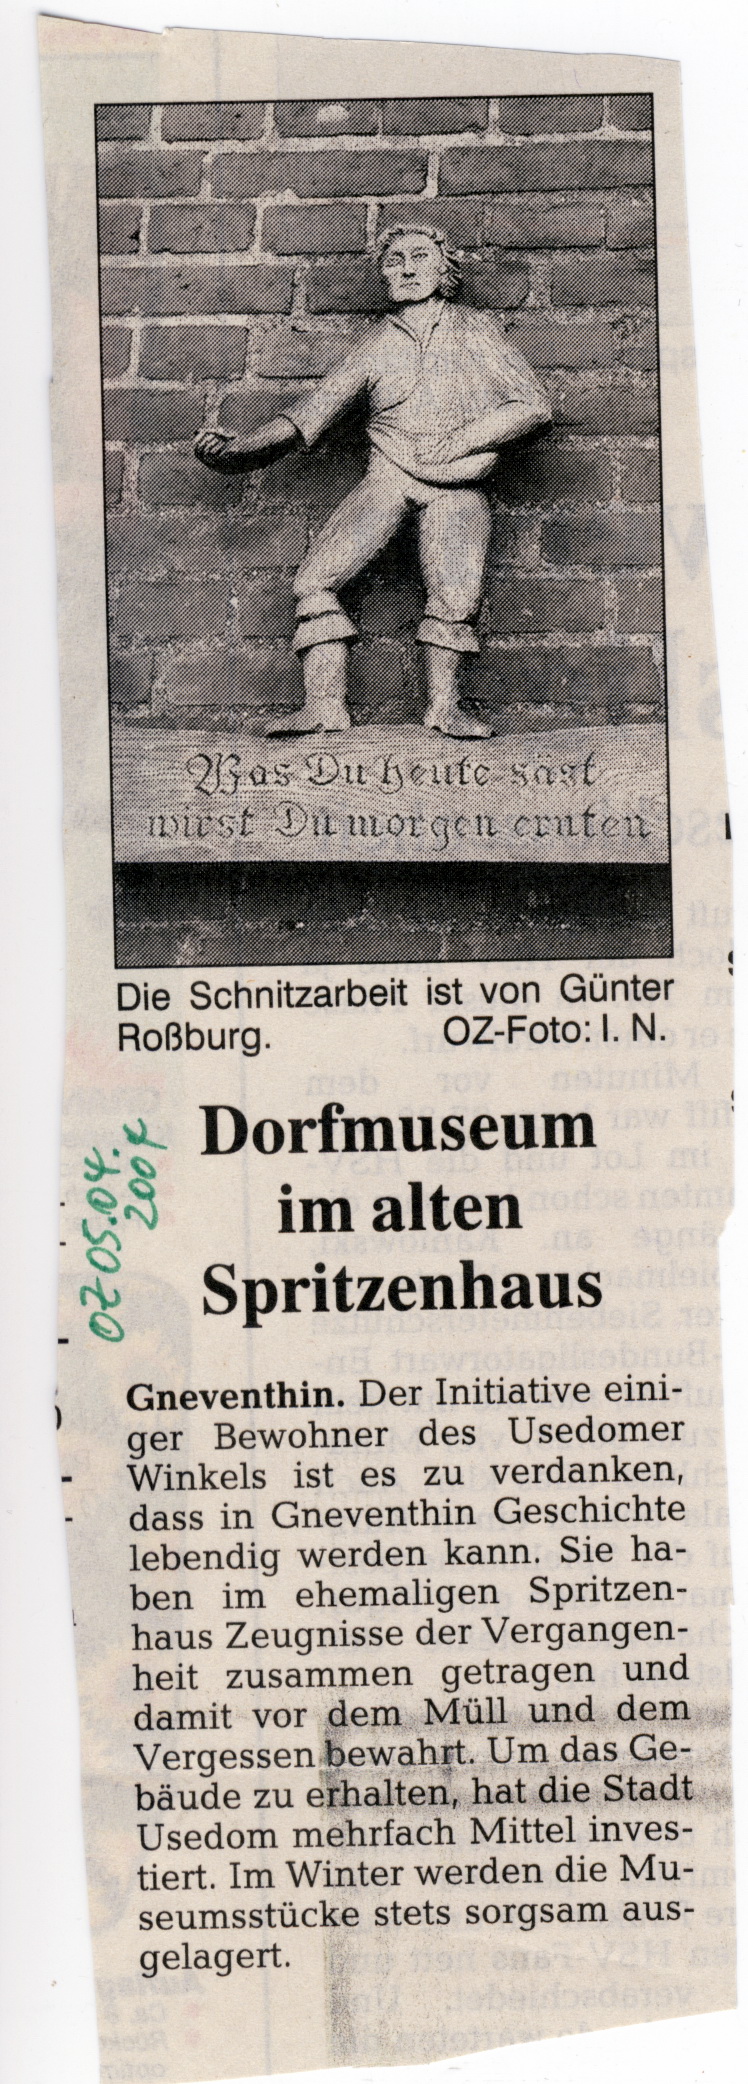 Was Du heute säst
wirst Du morgen ernten
Die Schnitzarbeit ist von Günter
Roßburg. OZ-Foto: I. N.
OZ 05.04.
2007
Dorfmuseum
im alten
Spritzenhaus
Gneventhin. Der Initiative eini-
ger Bewohner des Usedomer
Winkels ist es zu verdanken,
dass in Gneventhin Geschichte
lebendig werden kann. Sie ha-
ben im ehemaligen Spritzen-
haus Zeugnisse der Vergangen-
heit zusammen getragen und
damit vor dem Müll und dem
Vergessen bewahrt. Um das Ge-
bäude zu erhalten, hat die Stadt
Usedom mehrfach Mittel inves-
tiert. Im Winter werden die Mu-
seumsstücke stets sorgsam aus-
gelagert.